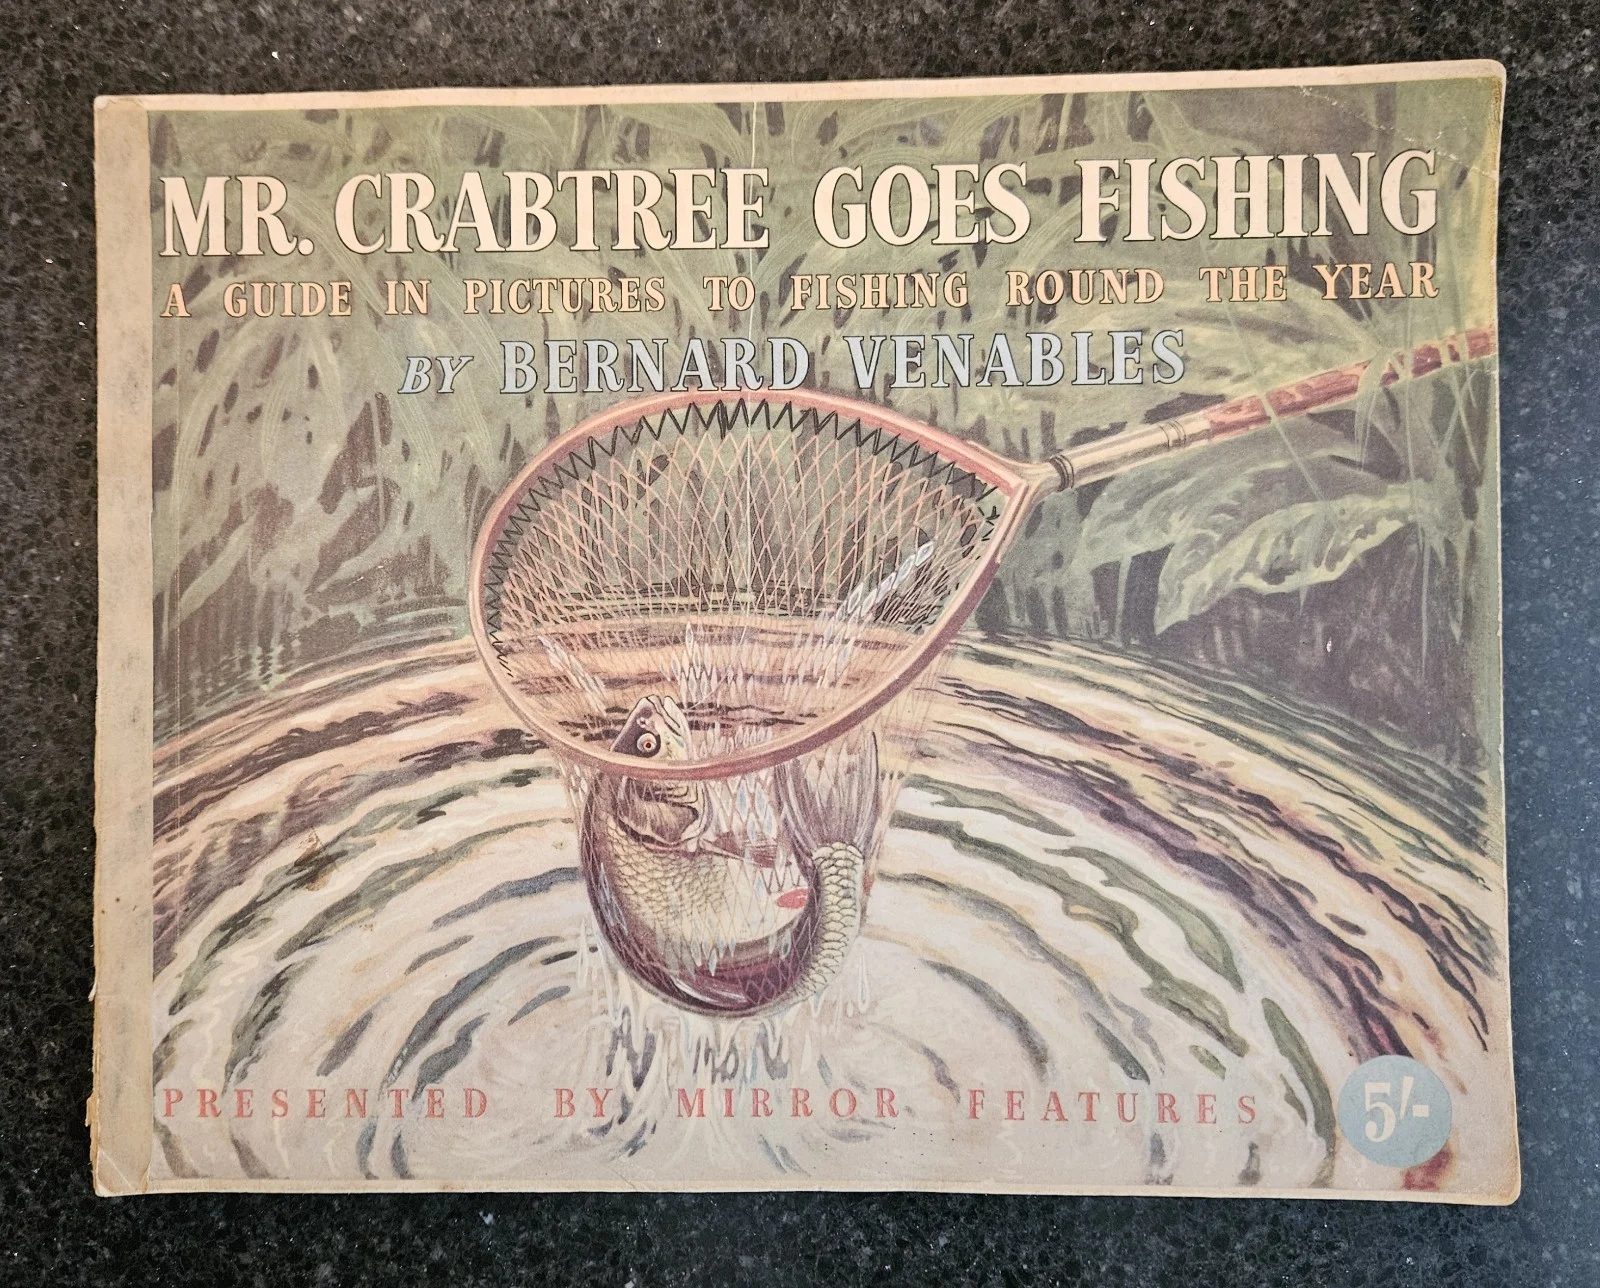 MR. CRABTREE GOES FISHING
A GUIDE IN PICTURES TO FISHING ROUND THE YEAR
BY BERNARD VENABLES
PRESENTED BY MIRROR FEATURES
5/-